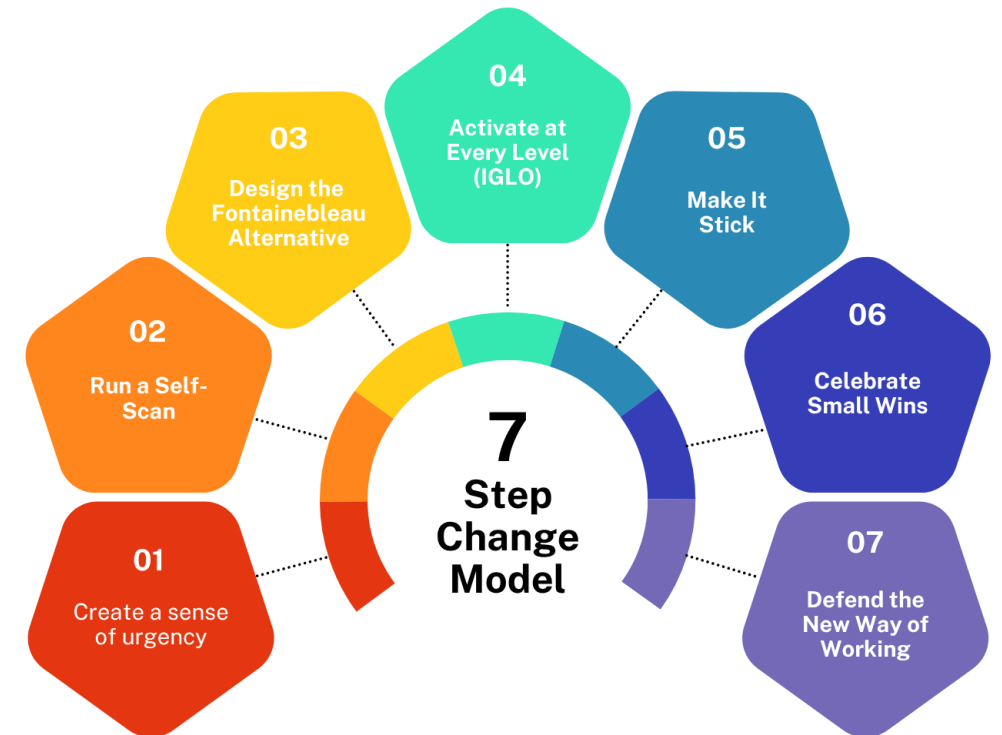 01
Create a sense
of urgency
02
Run a Self-
Scan
03
Design the
Fontainebleau
Alternative
04
Activate at
Every Level
(IGLO)
05
Make It
Stick
06
Celebrate
Small Wins
07
Defend the
New Way of
Working
7
Step
Change
Model